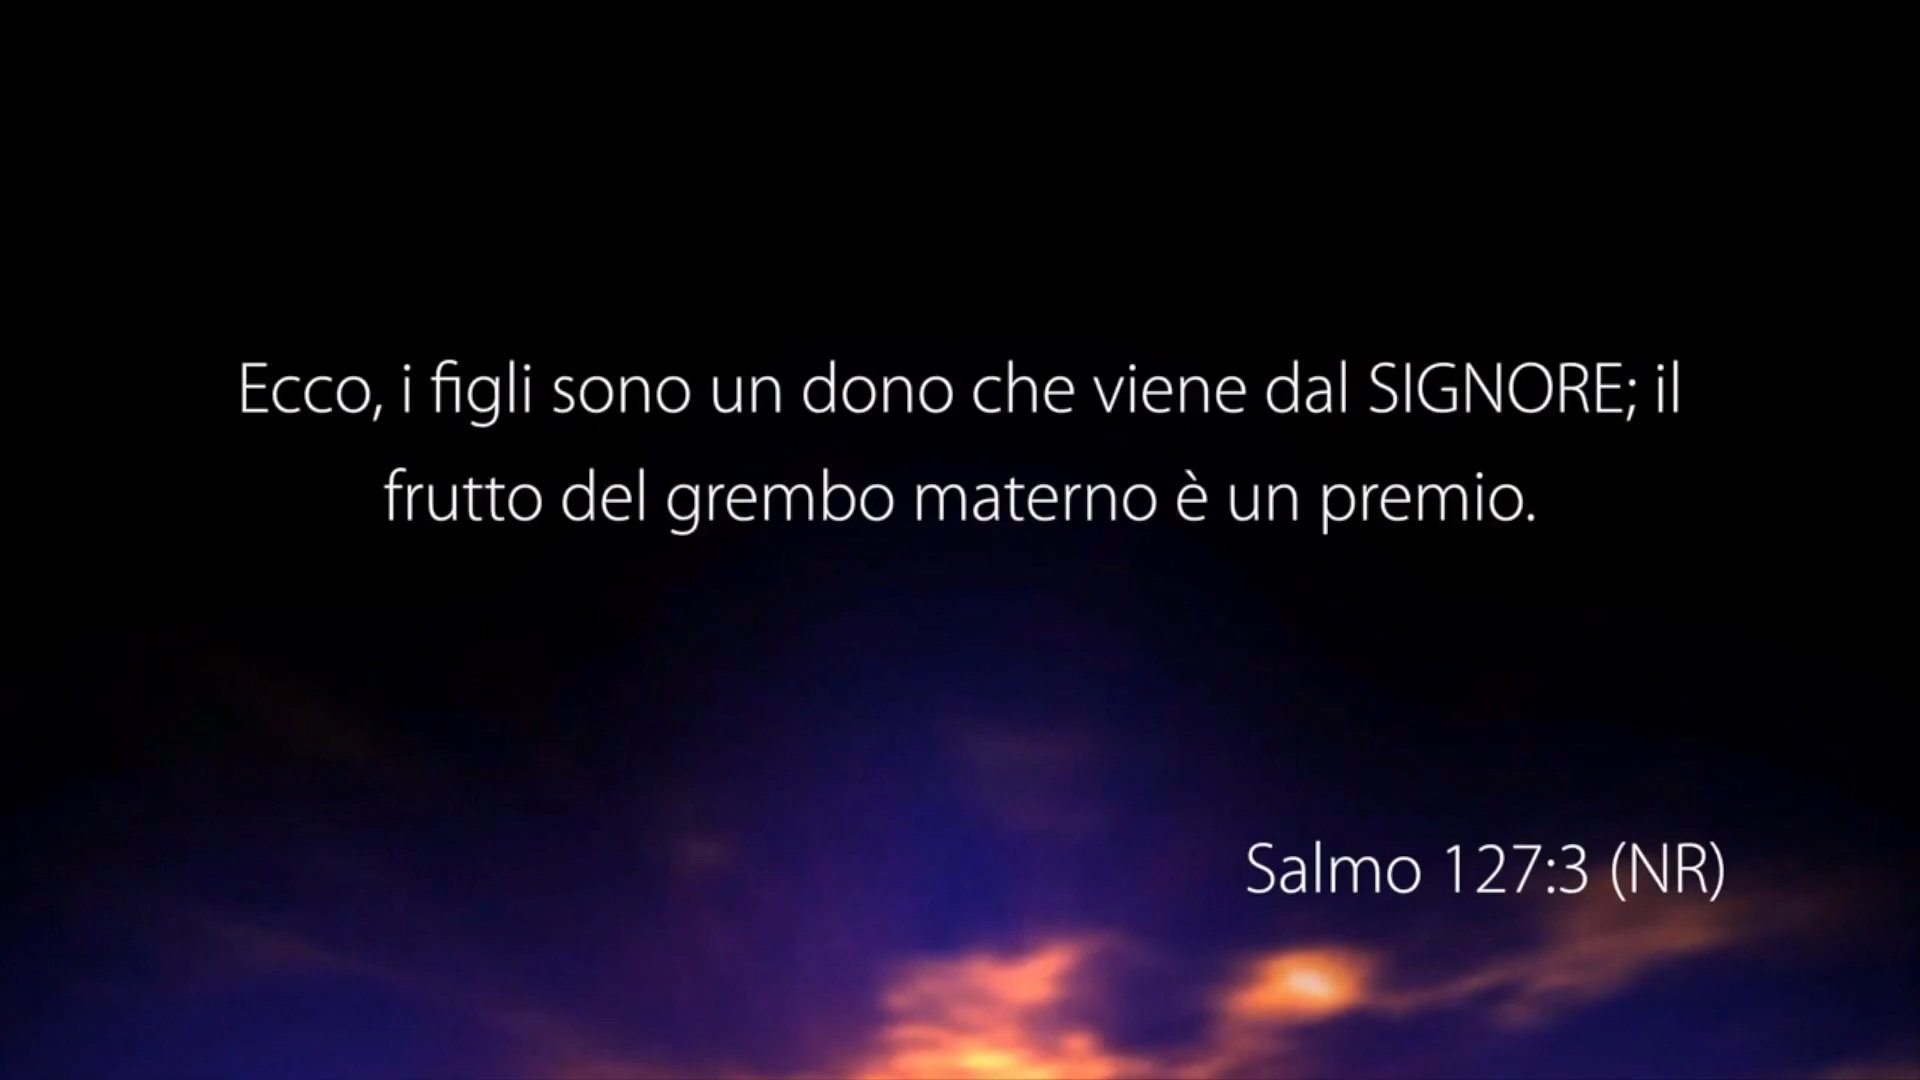 Ecco, i figli sono un dono che viene dal SIGNORE; il
frutto del grembo materno è un premio.
Salmo 127:3 (NR)